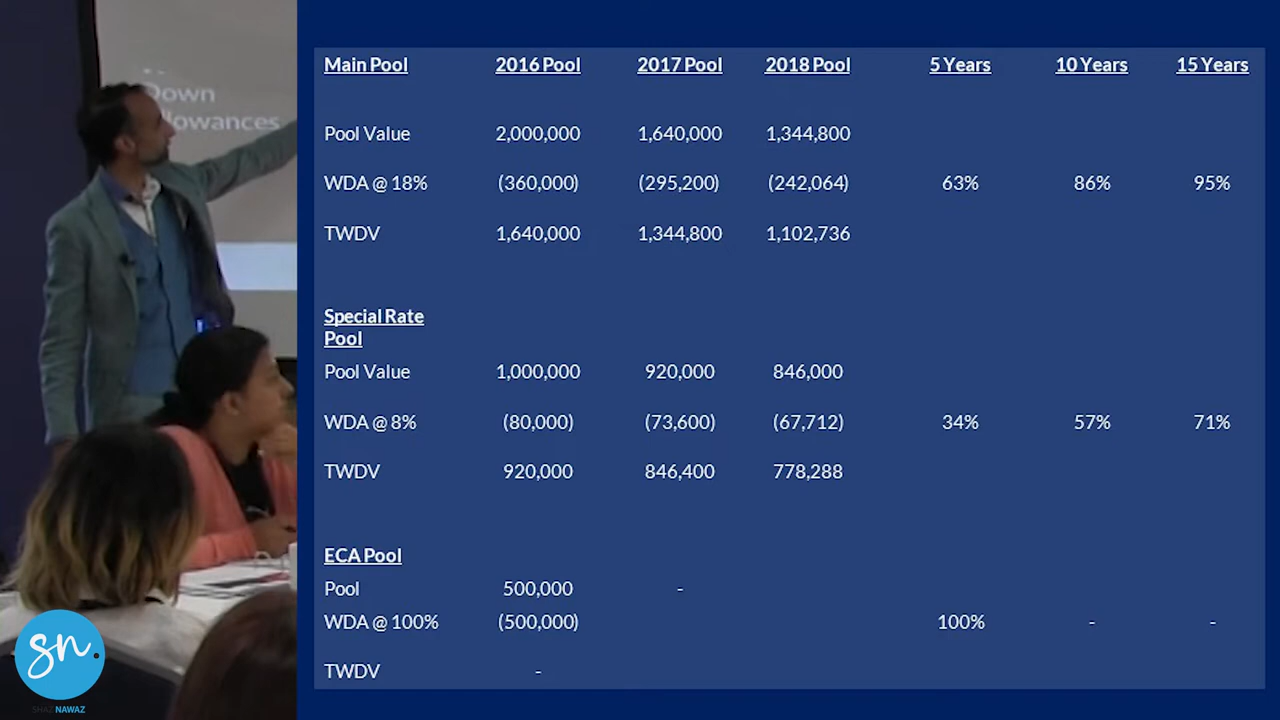 Down
Allowances
Main Pool 2016 Pool 2017 Pool 2018 Pool 5 Years 10 Years 15 Years
Pool Value 2,000,000 1,640,000 1,344,800
WDA @ 18% (360,000) (295,200) (242,064) 63% 86% 95%
TWDV 1,640,000 1,344,800 1,102,736
Special Rate
Pool
Pool Value 1,000,000 920,000 846,000
WDA @ 8% (80,000) (73,600) (67,712) 34% 57% 71%
TWDV 920,000 846,400 778,288
ECA Pool
Pool 500,000 -
WDA @ 100% (500,000) 100% - -
TWDV -
sn.
SHAZ NAWAZ